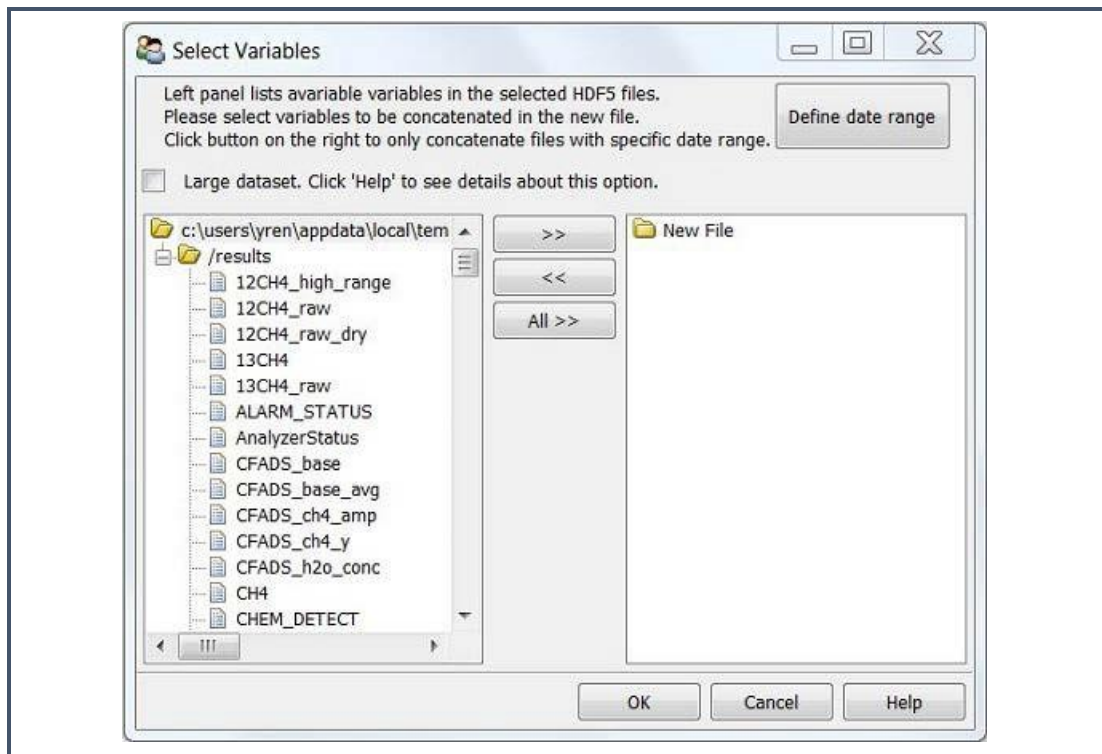 Select Variables
Left panel lists avariable variables in the selected HDF5 files.
Please select variables to be concatenated in the new file.
Click button on the right to only concatenate files with specific date range.
Define date range
Large dataset. Click 'Help' to see details about this option.
c:\users\yren\appdata\local\tem
/results
12CH4_high_range
12CH4_raw
12CH4_raw_dry
13CH4
13CH4_raw
ALARM_STATUS
AnalyzerStatus
CFADS_base
CFADS_base_avg
CFADS_ch4_amp
CFADS_ch4_y
CFADS_h2o_conc
CH4
CHEM_DETECT
>>
<<
All >>
New File
OK
Cancel
Help